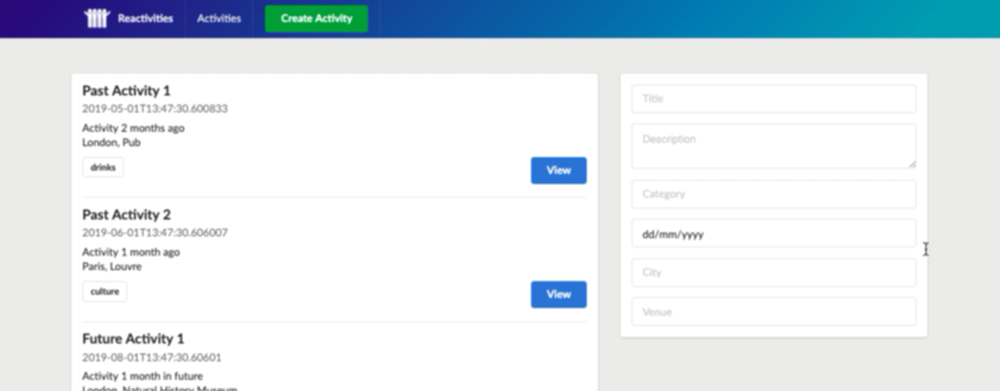 Reactivities Activities Create Activity
Past Activity 1
2019-05-01T13:47:30.600833
Activity 2 months ago
London, Pub
drinks
View
Past Activity 2
2019-06-01T13:47:30.606007
Activity 1 month ago
Paris, Louvre
culture
View
Future Activity 1
2019-08-01T13:47:30.60601
Activity 1 month in future
London, Natural History Museum
Title
Description
Category
dd/mm/yyyy
City
Venue